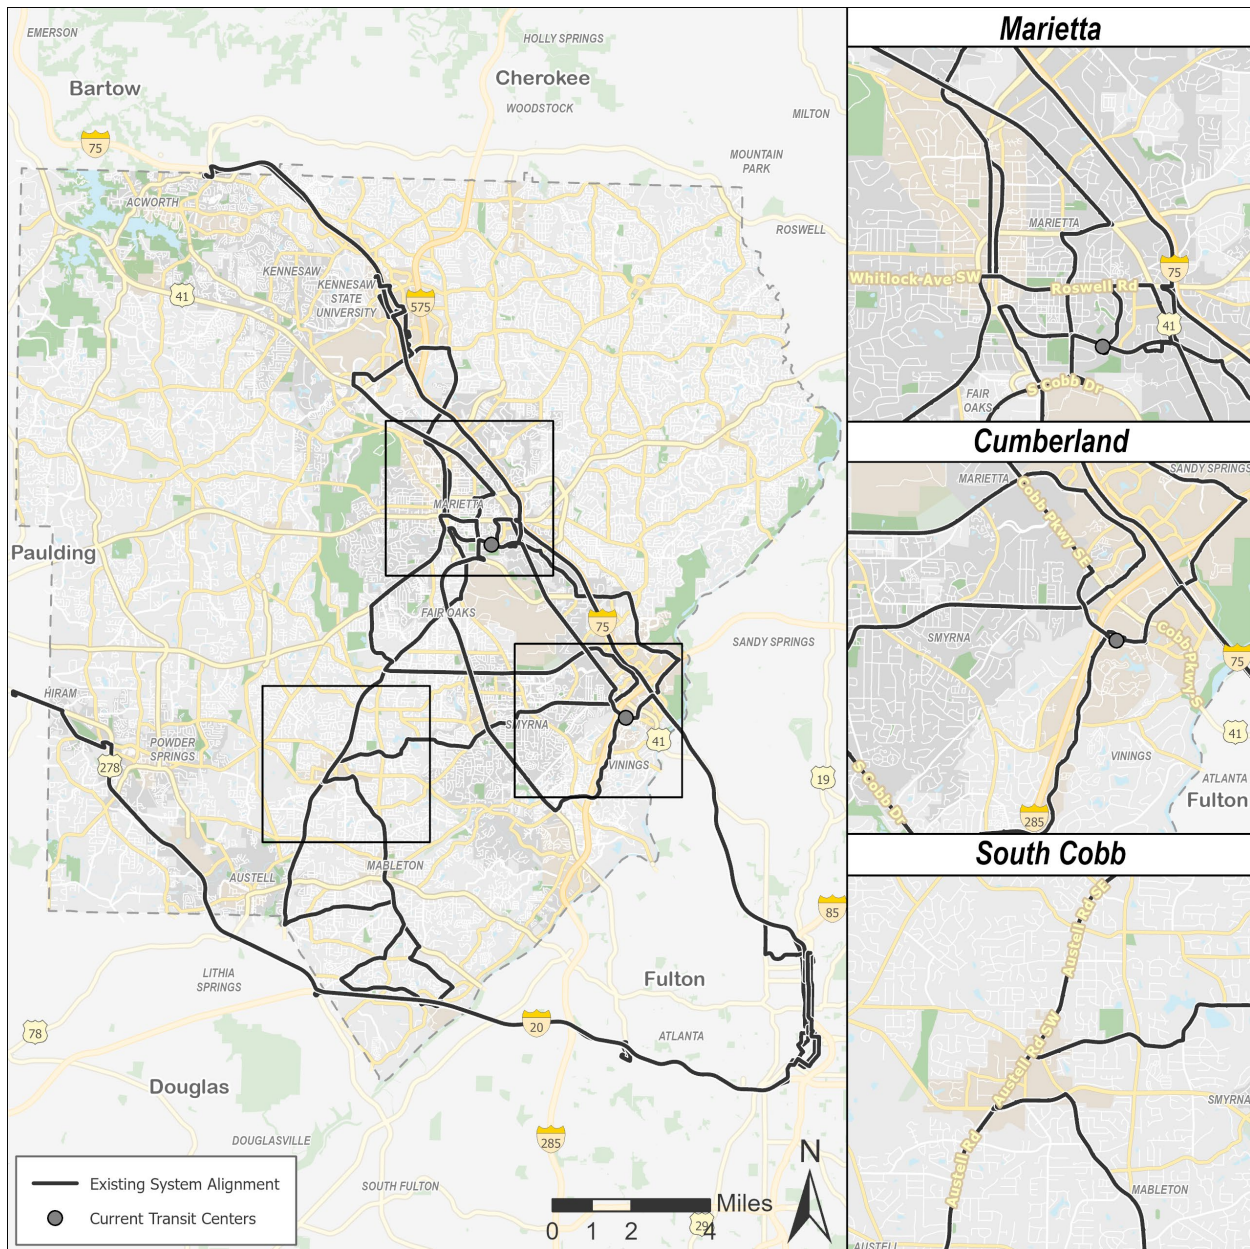 EMERSON
HOLLY SPRINGS
Bartow
Cherokee
WOODSTOCK
MILTON
75
MOUNTAIN
PARK
ACWORTH
ROSWELL
KENNESAW
KENNESAW
STATE
UNIVERSITY
41
575
MARIETTA
Paulding
FAIR OAKS
75
SANDY SPRINGS
HIRAM
SMYRNA
POWDER
SPRINGS
41
278
VININGS
19
MABLETON
AUSTELL
85
LITHIA
SPRINGS
Fulton
78
20
ATLANTA
Douglas
DOUGLASVILLE
285
SOUTH FULTON
29
Existing System Alignment
Current Transit Centers
N
Miles
0 1 2 4
Marietta
MARIETTA
Whitlock Ave SW
Roswell Rd
75
41
FAIR
OAKS
S Cobb Dr
Cumberland
MARIETTA
SANDY SPRINGS
Cobb Pkwy SE
SMYRNA
Cobb Pkwy S
75
41
VININGS
ATLANTA
Fulton
S Cobb Dr
285
South Cobb
Austell Rd SE
Austell Rd SW
SMYRNA
Austell Rd
MABLETON
AUSTELL